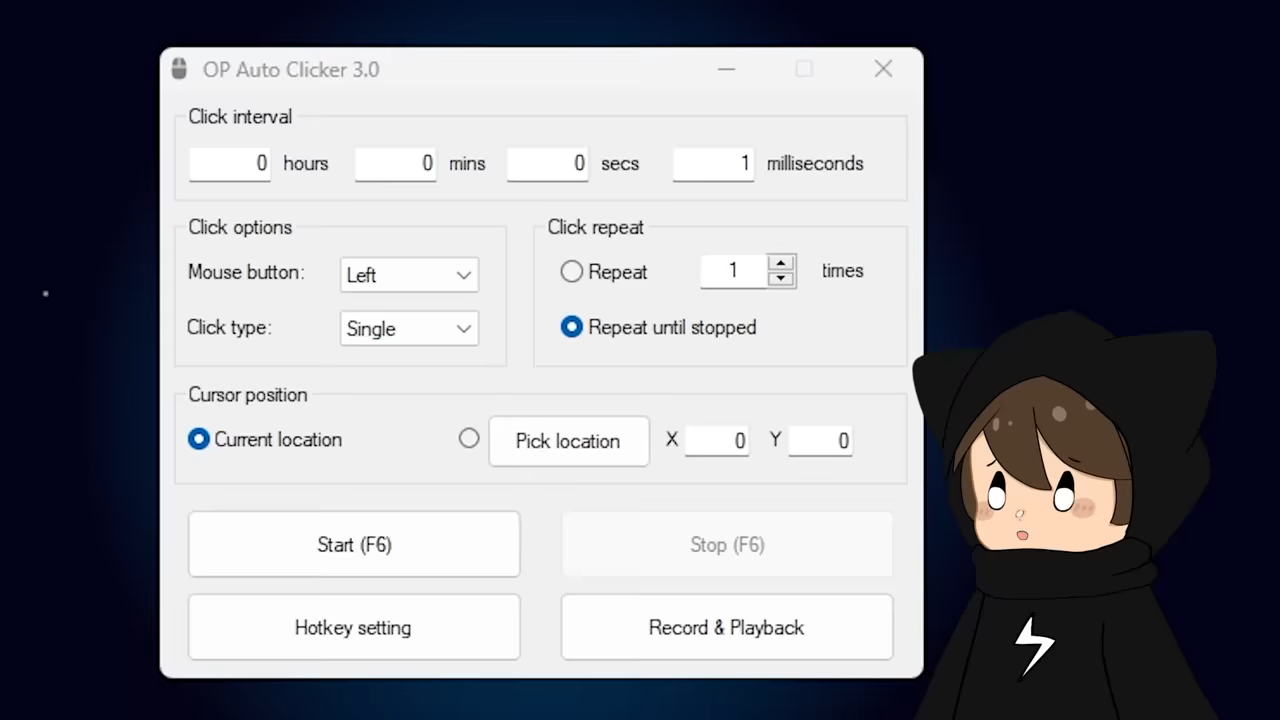 OP Auto Clicker 3.0
Click interval
0 hours 0 mins 0 secs 1 milliseconds
Click options
Mouse button: Left
Click type: Single
Click repeat
Repeat 1 times
Repeat until stopped
Cursor position
Current location Pick location X 0 Y 0
Start (F6) Stop (F6)
Hotkey setting Record & Playback